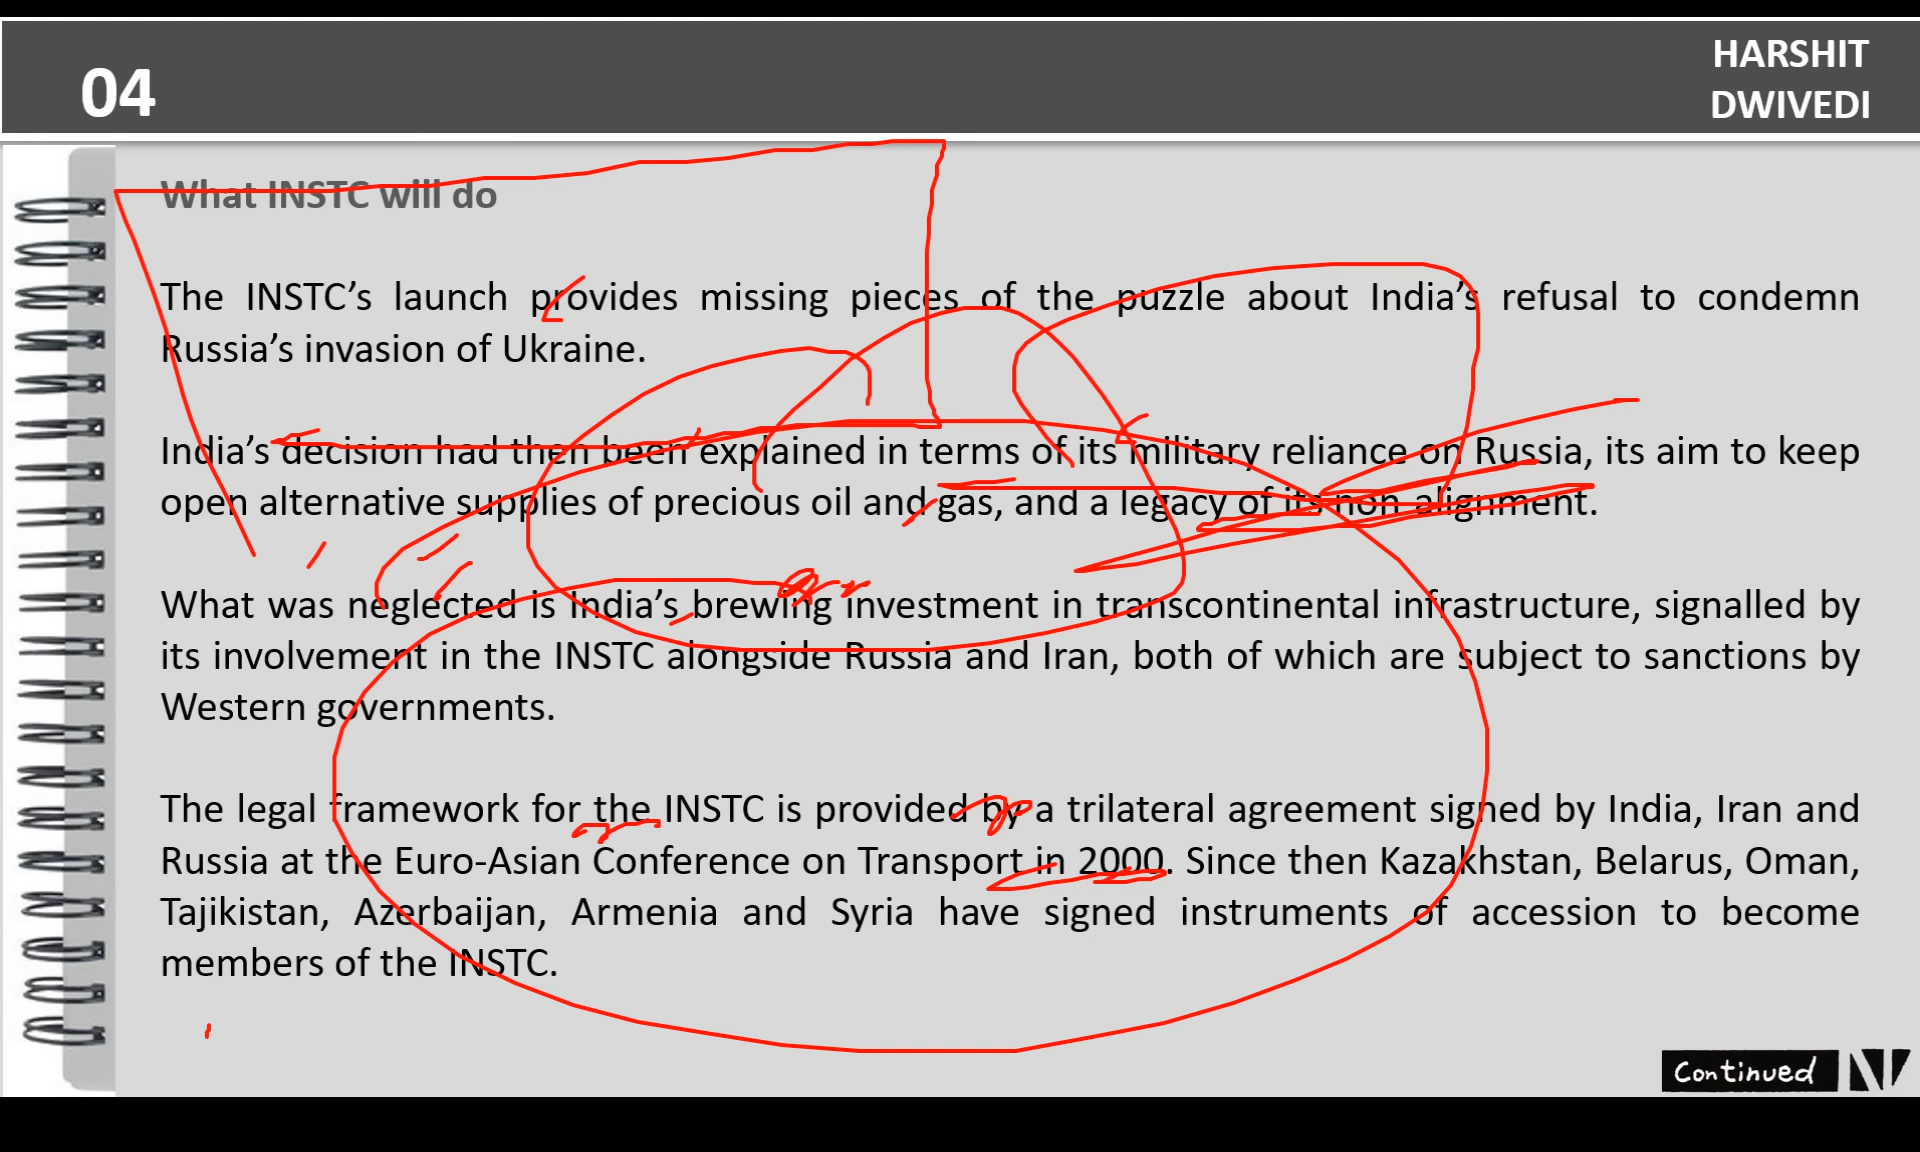 04
HARSHIT
DWIVEDI
What INSTC will do
The INSTC's launch provides missing pieces of the puzzle about India's refusal to condemn
Russia's invasion of Ukraine.
India's decision had then been explained in terms of its military reliance on Russia, its aim to keep
open alternative supplies of precious oil and gas, and a legacy of its non-alignment.
What was neglected is India's brewing investment in transcontinental infrastructure, signalled by
its involvement in the INSTC alongside Russia and Iran, both of which are subject to sanctions by
Western governments.
The legal framework for the INSTC is provided by a trilateral agreement signed by India, Iran and
Russia at the Euro-Asian Conference on Transport in 2000. Since then Kazakhstan, Belarus, Oman,
Tajikistan, Azerbaijan, Armenia and Syria have signed instruments of accession to become
members of the INSTC.
Continued